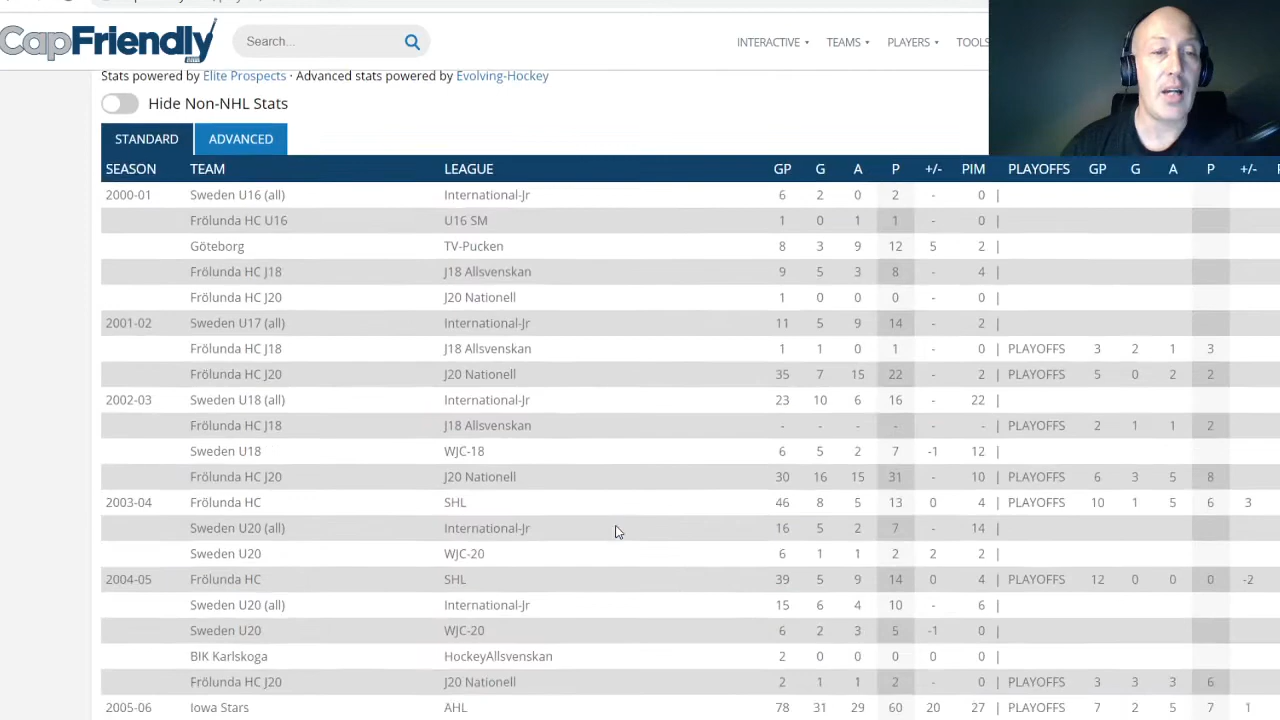 CapFriendly Search... INTERACTIVE TEAMS PLAYERS TOOLS
Stats powered by Elite Prospects · Advanced stats powered by Evolving-Hockey
Hide Non-NHL Stats
STANDARD ADVANCED
SEASON TEAM LEAGUE GP G A P +/- PIM PLAYOFFS GP G A P +/-
2000-01 Sweden U16 (all) International-Jr 6 2 0 2 - 0 |
Frölunda HC U16 U16 SM 1 0 1 1 - 0 |
Göteborg TV-Pucken 8 3 9 12 5 2 |
Frölunda HC J18 J18 Allsvenskan 9 5 3 8 - 4 |
Frölunda HC J20 J20 Nationell 1 0 0 0 - 0 |
2001-02 Sweden U17 (all) International-Jr 11 5 9 14 - 2 |
Frölunda HC J18 J18 Allsvenskan 1 1 0 1 - 0 | PLAYOFFS 3 2 1 3
Frölunda HC J20 J20 Nationell 35 7 15 22 - 2 | PLAYOFFS 5 0 2 2
2002-03 Sweden U18 (all) International-Jr 23 10 6 16 - 22 |
Frölunda HC J18 J18 Allsvenskan - - - - - - | PLAYOFFS 2 1 1 2
Sweden U18 WJC-18 6 5 2 7 -1 12 |
Frölunda HC J20 J20 Nationell 30 16 15 31 - 10 | PLAYOFFS 6 3 5 8
2003-04 Frölunda HC SHL 46 8 5 13 0 4 | PLAYOFFS 10 1 5 6 3
Sweden U20 (all) International-Jr 16 5 2 7 - 14 |
Sweden U20 WJC-20 6 1 1 2 2 2 |
2004-05 Frölunda HC SHL 39 5 9 14 0 4 | PLAYOFFS 12 0 0 0 -2
Sweden U20 (all) International-Jr 15 6 4 10 - 6 |
Sweden U20 WJC-20 6 2 3 5 -1 0 |
BIK Karlskoga HockeyAllsvenskan 2 0 0 0 0 0 |
Frölunda HC J20 J20 Nationell 2 1 1 2 - 0 | PLAYOFFS 3 3 3 6
2005-06 Iowa Stars AHL 78 31 29 60 20 27 | PLAYOFFS 7 2 5 7 1